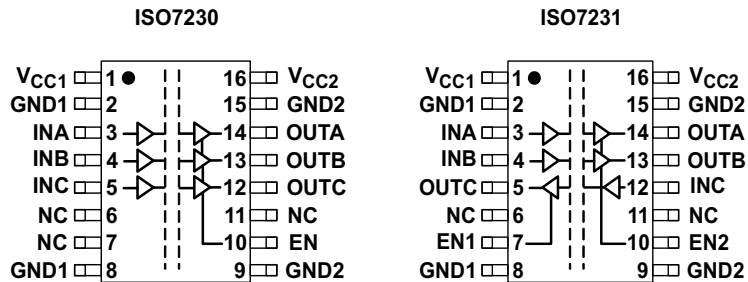 ISO7230
VCC1 1 16 VCC2
GND1 2 15 GND2
INA 3 14 OUTA
INB 4 13 OUTB
INC 5 12 OUTC
NC 6 11 NC
NC 7 10 EN
GND1 8 9 GND2
ISO7231
VCC1 1 16 VCC2
GND1 2 15 GND2
INA 3 14 OUTA
INB 4 13 OUTB
OUTC 5 12 INC
NC 6 11 NC
EN1 7 10 EN2
GND1 8 9 GND2